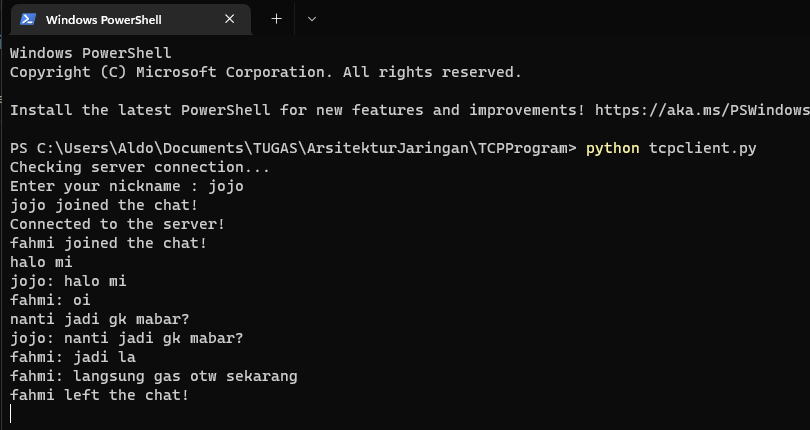 Windows PowerShell
Windows PowerShell
Copyright (C) Microsoft Corporation. All rights reserved.
Install the latest PowerShell for new features and improvements! https://aka.ms/PSWindows
PS C:\Users\Aldo\Documents\TUGAS\ArsitekturJaringan\TCPProgram> python tcpclient.py
Checking server connection...
Enter your nickname : jojo
jojo joined the chat!
Connected to the server!
fahmi joined the chat!
halo mi
jojo: halo mi
fahmi: oi
nanti jadi gk mabar?
jojo: nanti jadi gk mabar?
fahmi: jadi la
fahmi: langsung gas otw sekarang
fahmi left the chat!